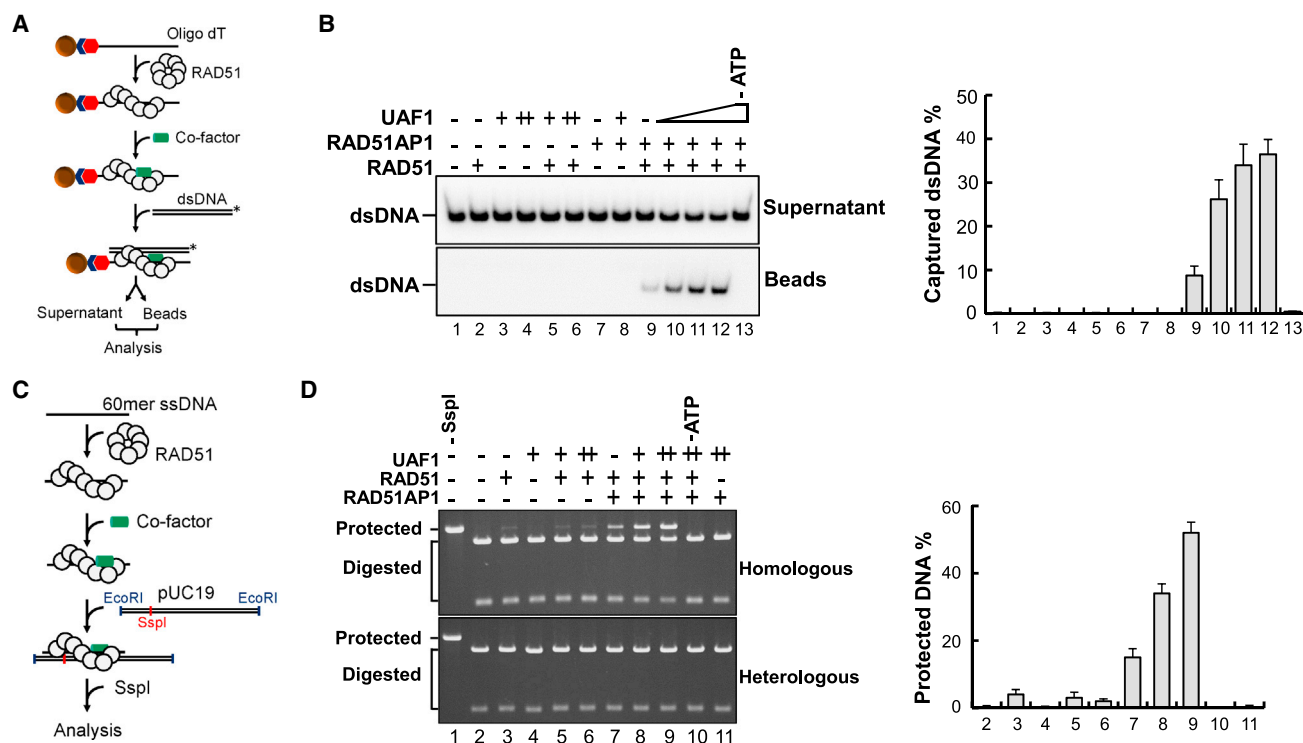 A
Oligo dT
RAD51
Co-factor
dsDNA
*
*
Supernatant Beads
Analysis
B
-ATP
UAF1 - - + ++ + ++ - + -
RAD51AP1 - - - - - - + + + + + + +
RAD51 - + - - + + - - + + + + +
dsDNA Supernatant
dsDNA Beads
1 2 3 4 5 6 7 8 9 10 11 12 13
Captured dsDNA %
50
40
30
20
10
0
1 2 3 4 5 6 7 8 9 10 11 12 13
C
60mer ssDNA
RAD51
Co-factor
pUC19
EcoRI EcoRI
SspI
SspI
Analysis
D
-SspI
-ATP
UAF1 - - - + + ++ - + ++ ++ ++
RAD51 - - + - + + + + + + -
RAD51AP1 - - - - - - + + + + +
Protected
Digested Homologous
Protected
Digested Heterologous
1 2 3 4 5 6 7 8 9 10 11
Protected DNA %
60
40
20
0
2 3 4 5 6 7 8 9 10 11